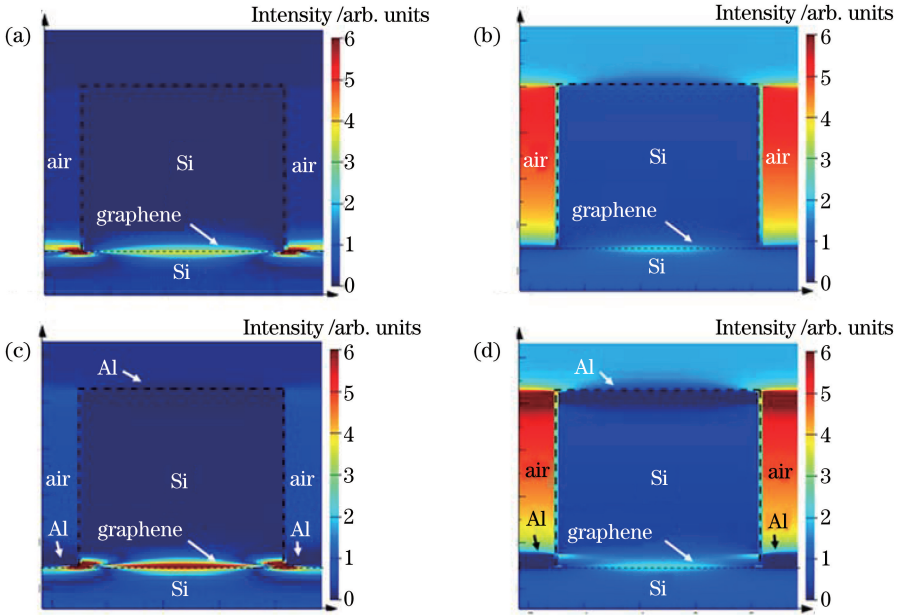 Intensity /arb. units
(a)
6
5
4
3
2
1
0
air
Si
air
graphene
Si
Intensity /arb. units
(b)
6
5
4
3
2
1
0
air
Si
air
graphene
Si
Intensity /arb. units
(c)
6
5
4
3
2
1
0
Al
air
Si
air
Al
graphene
Al
Si
Intensity /arb. units
(d)
6
5
4
3
2
1
0
Al
air
Si
air
Al
graphene
Al
Si